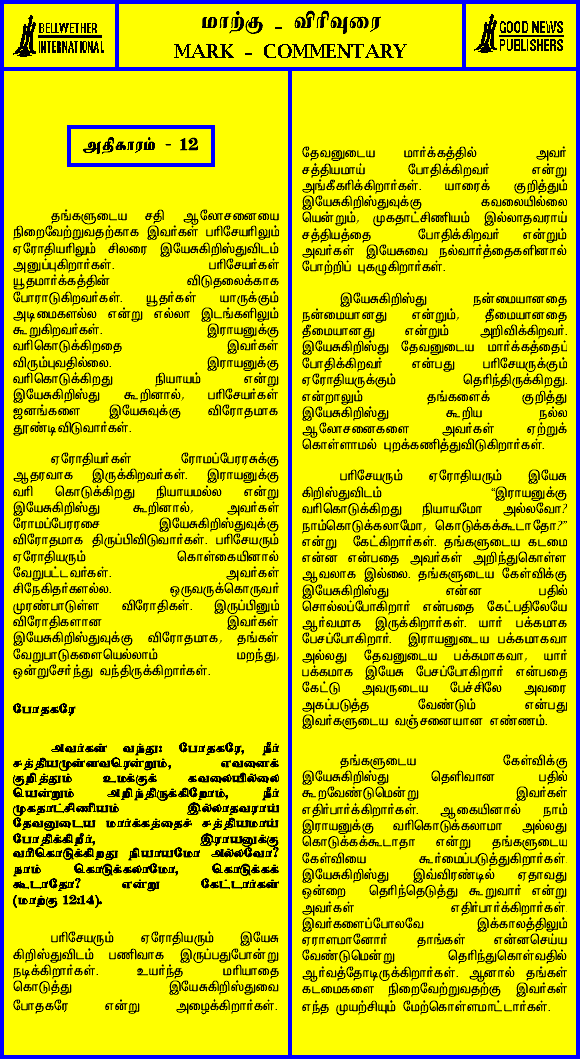 BELLWETHER
INTERNATIONAL
மாற்கு - விரிவுரை
MARK - COMMENTARY
GOOD NEWS
PUBLISHERS
அதிகாரம் - 12
தங்களுடைய சதி ஆலோசனையை
நிறைவேற்றுவதற்காக இவர்கள் பரிசேயரிலும்
ஏரோதியரிலும் சிலரை இயேசுகிறிஸ்துவிடம்
அனுப்புகிறார்கள். பரிசேயர்கள்
யூதமார்க்கத்தின் விடுதலைக்காக
போராடுகிறவர்கள். யூதர்கள் யாருக்கும்
அடிமைகளல்ல என்று எல்லா இடங்களிலும்
கூறுகிறவர்கள். இராயனுக்கு
வரிகொடுக்கிறதை இவர்கள்
விரும்புவதில்லை. இராயனுக்கு
வரிகொடுக்கிறது நியாயம் என்று
இயேசுகிறிஸ்து கூறினால், பரிசேயர்கள்
ஜனங்களை இயேசுவுக்கு விரோதமாக
தூண்டிவிடுவார்கள்.
ஏரோதியர்கள் ரோமப்பேரரசுக்கு
ஆதரவாக இருக்கிறவர்கள். இராயனுக்கு
வரி கொடுக்கிறது நியாயமல்ல என்று
இயேசுகிறிஸ்து கூறினால், அவர்கள்
ரோமப்பேரரசை இயேசுகிறிஸ்துவுக்கு
விரோதமாக திருப்பிவிடுவார்கள். பரிசேயரும்
ஏரோதியரும் கொள்கையினால்
வேறுபட்டவர்கள். அவர்கள்
சிநேகிதர்களல்ல. ஒருவருக்கொருவர்
முரண்பாடுள்ள விரோதிகள். இருப்பினும்
விரோதிகளான இவர்கள்
இயேசுகிறிஸ்துவுக்கு விரோதமாக, தங்கள்
வேறுபாடுகளையெல்லாம் மறந்து,
ஒன்றுசேர்ந்து வந்திருக்கிறார்கள்.
போதகரே
அவர்கள் வந்து: போதகரே, நீர்
சத்தியமுள்ளவரென்றும், எவனைக்
குறித்தும் உமக்குக் கவலையில்லை
யென்றும் அறிந்திருக்கிறோம், நீர்
முகதாட்சிணியம் இல்லாதவராய்
தேவனுடைய மார்க்கத்தைச் சத்தியமாய்
போதிக்கிறீர், இராயனுக்கு
வரிகொடுக்கிறது நியாயமோ அல்லவோ?
நாம் கொடுக்கலாமோ, கொடுக்கக்
கூடாதோ? என்று கேட்டார்கள்
(மாற்கு 12:14).
பரிசேயரும் ஏரோதியரும் இயேசு
கிறிஸ்துவிடம் பணிவாக இருப்பதுபோன்று
நடிக்கிறார்கள். உயர்ந்த மரியாதை
கொடுத்து இயேசுகிறிஸ்துவை
போதகரே என்று அழைக்கிறார்கள்.
தேவனுடைய மார்க்கத்தில் அவர்
சத்தியமாய் போதிக்கிறவர் என்று
அங்கீகரிக்கிறார்கள். யாரைக் குறித்தும்
இயேசுகிறிஸ்துவுக்கு கவலையில்லை
யென்றும், முகதாட்சிணியம் இல்லாதவராய்
சத்தியத்தை போதிக்கிறவர் என்றும்
அவர்கள் இயேசுவை நல்வார்த்தைகளினால்
போற்றிப் புகழுகிறார்கள்.
இயேசுகிறிஸ்து நன்மையானதை
நன்மையானது என்றும், தீமையானதை
தீமையானது என்றும் அறிவிக்கிறவர்.
இயேசுகிறிஸ்து தேவனுடைய மார்க்கத்தைப்
போதிக்கிறவர் என்பது பரிசேயருக்கும்
ஏரோதியருக்கும் தெரிந்திருக்கிறது.
என்றாலும் தங்களைக் குறித்து
இயேசுகிறிஸ்து கூறிய நல்ல
ஆலோசனைகளை அவர்கள் ஏற்றுக்
கொள்ளாமல் புறக்கணித்துவிடுகிறார்கள்.
பரிசேயரும் ஏரோதியரும் இயேசு
கிறிஸ்துவிடம் "இராயனுக்கு
வரிகொடுக்கிறது நியாயமோ அல்லவோ?
நாம்கொடுக்கலாமோ, கொடுக்கக்கூடாதோ?"
என்று கேட்கிறார்கள். தங்களுடைய கடமை
என்ன என்பதை அவர்கள் அறிந்துகொள்ள
ஆவலாக இல்லை. தங்களுடைய கேள்விக்கு
இயேசுகிறிஸ்து என்ன பதில்
சொல்லப்போகிறார் என்பதை கேட்பதிலேயே
ஆர்வமாக இருக்கிறார்கள். யார் பக்கமாக
பேசப்போகிறார். இராயனுடைய பக்கமாகவா
அல்லது தேவனுடைய பக்கமாகவா, யார்
பக்கமாக இயேசு பேசப்போகிறார் என்பதை
கேட்டு அவருடைய பேச்சிலே அவரை
அகப்படுத்த வேண்டும் என்பது
இவர்களுடைய வஞ்சனையான எண்ணம்.
தங்களுடைய கேள்விக்கு
இயேசுகிறிஸ்து தெளிவான பதில்
கூறவேண்டுமென்று இவர்கள்
எதிர்பார்க்கிறார்கள். ஆகையினால் நாம்
இராயனுக்கு வரிகொடுக்கலாமா அல்லது
கொடுக்கக்கூடாதா என்று தங்களுடைய
கேள்வியை கூர்மைப்படுத்துகிறார்கள்.
இயேசுகிறிஸ்து இவ்விரண்டில் ஏதாவது
ஒன்றை தெரிந்தெடுத்து கூறுவார் என்று
அவர்கள் எதிர்பார்க்கிறார்கள்.
இவர்களைப்போலவே இக்காலத்திலும்
ஏராளமானோர் தாங்கள் என்னசெய்ய
வேண்டுமென்று தெரிந்துகொள்வதில்
ஆர்வத்தோடிருக்கிறார்கள். ஆனால் தங்கள்
கடமைகளை நிறைவேற்றுவதற்கு இவர்கள்
எந்த முயற்சியும் மேற்கொள்ளமாட்டார்கள்.